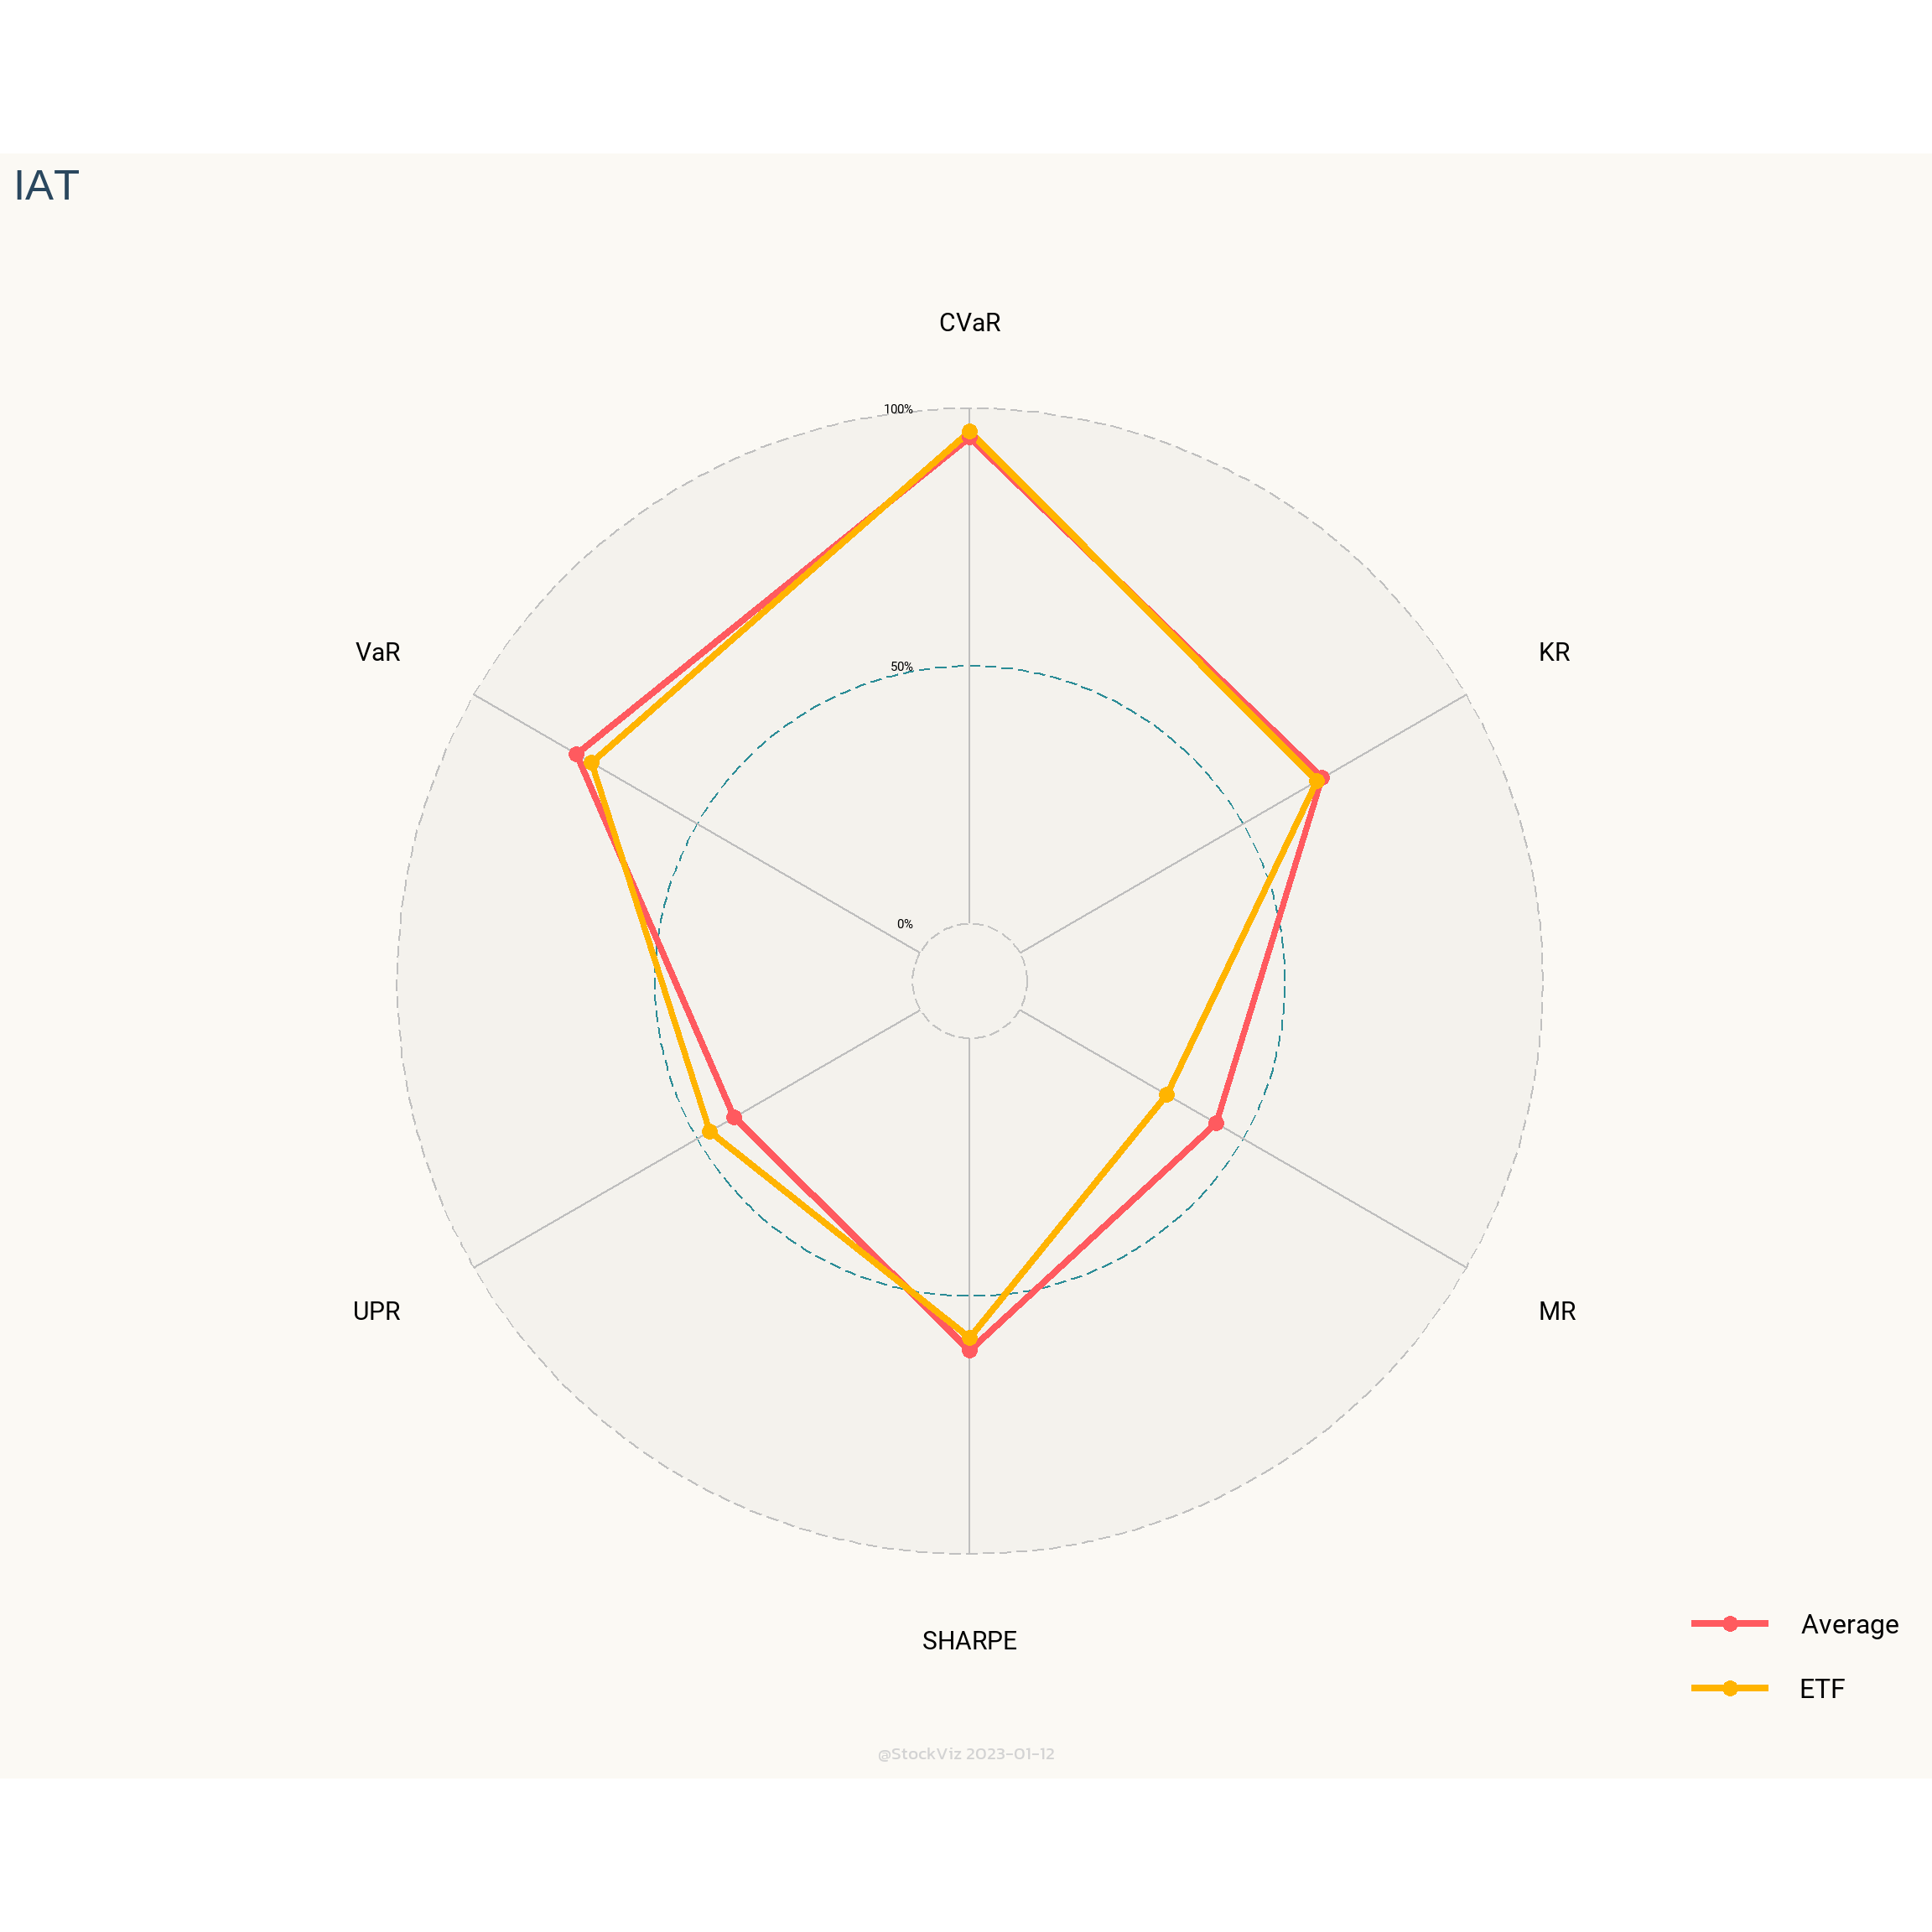 IAT
CVaR
100%
VaR
KR
50%
0%
UPR
MR
SHARPE
Average
ETF
@StockViz 2023-01-12